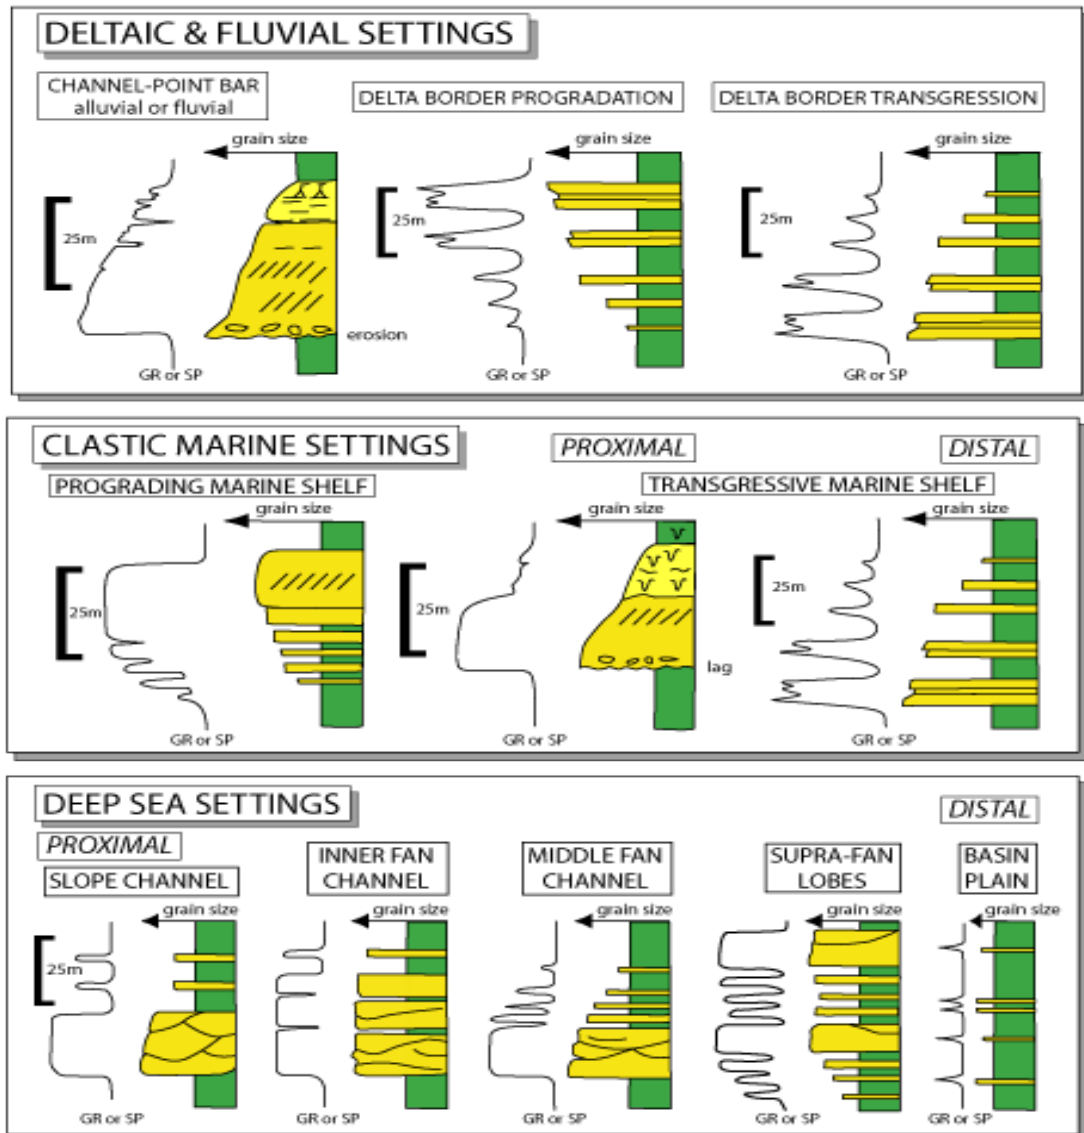 DELTAIC & FLUVIAL SETTINGS
CHANNEL-POINT BAR
alluvial or fluvial
DELTA BORDER PROGRADATION
DELTA BORDER TRANSGRESSION
grain size
grain size
grain size
25m
25m
25m
erosion
GR or SP
GR or SP
GR or SP
CLASTIC MARINE SETTINGS
PROXIMAL
DISTAL
PROGRADING MARINE SHELF
TRANSGRESSIVE MARINE SHELF
grain size
grain size
grain size
25m
25m
25m
lag
GR or SP
GR or SP
GR or SP
DEEP SEA SETTINGS
PROXIMAL
DISTAL
SLOPE CHANNEL
INNER FAN
CHANNEL
MIDDLE FAN
CHANNEL
SUPRA-FAN
LOBES
BASIN
PLAIN
grain size
grain size
grain size
grain size
grain size
25m
GR or SP
GR or SP
GR or SP
GR or SP
GR or SP